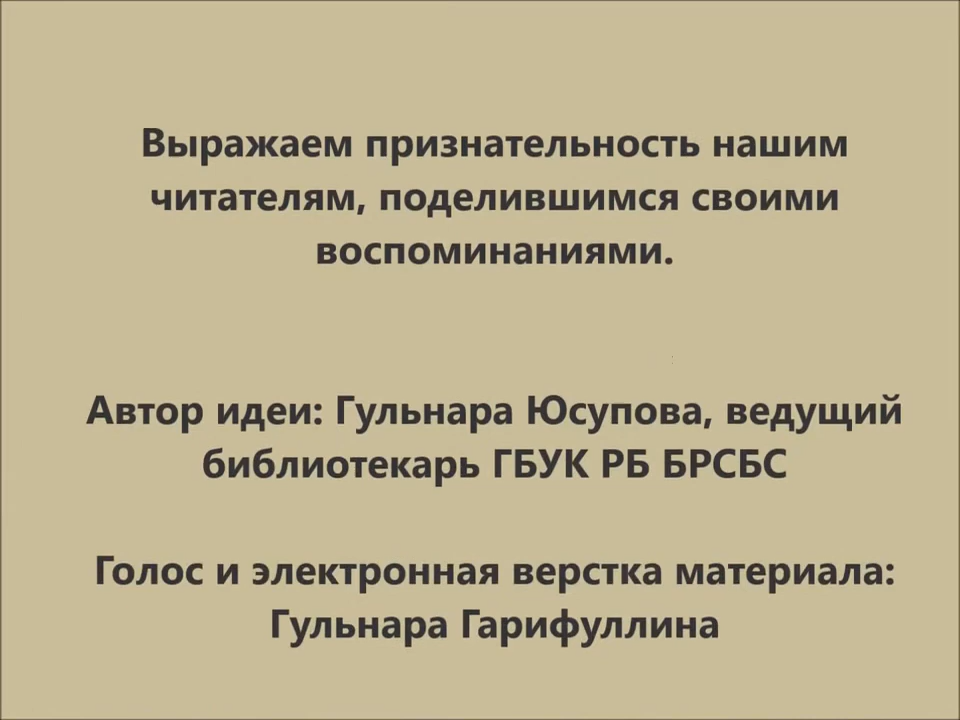 Выражаем признательность нашим
читателям, поделившимся своими
воспоминаниями.
Автор идеи: Гульнара Юсупова, ведущий
библиотекарь ГБУК РБ БРСБС
Голос и электронная верстка материала:
Гульнара Гарифуллина